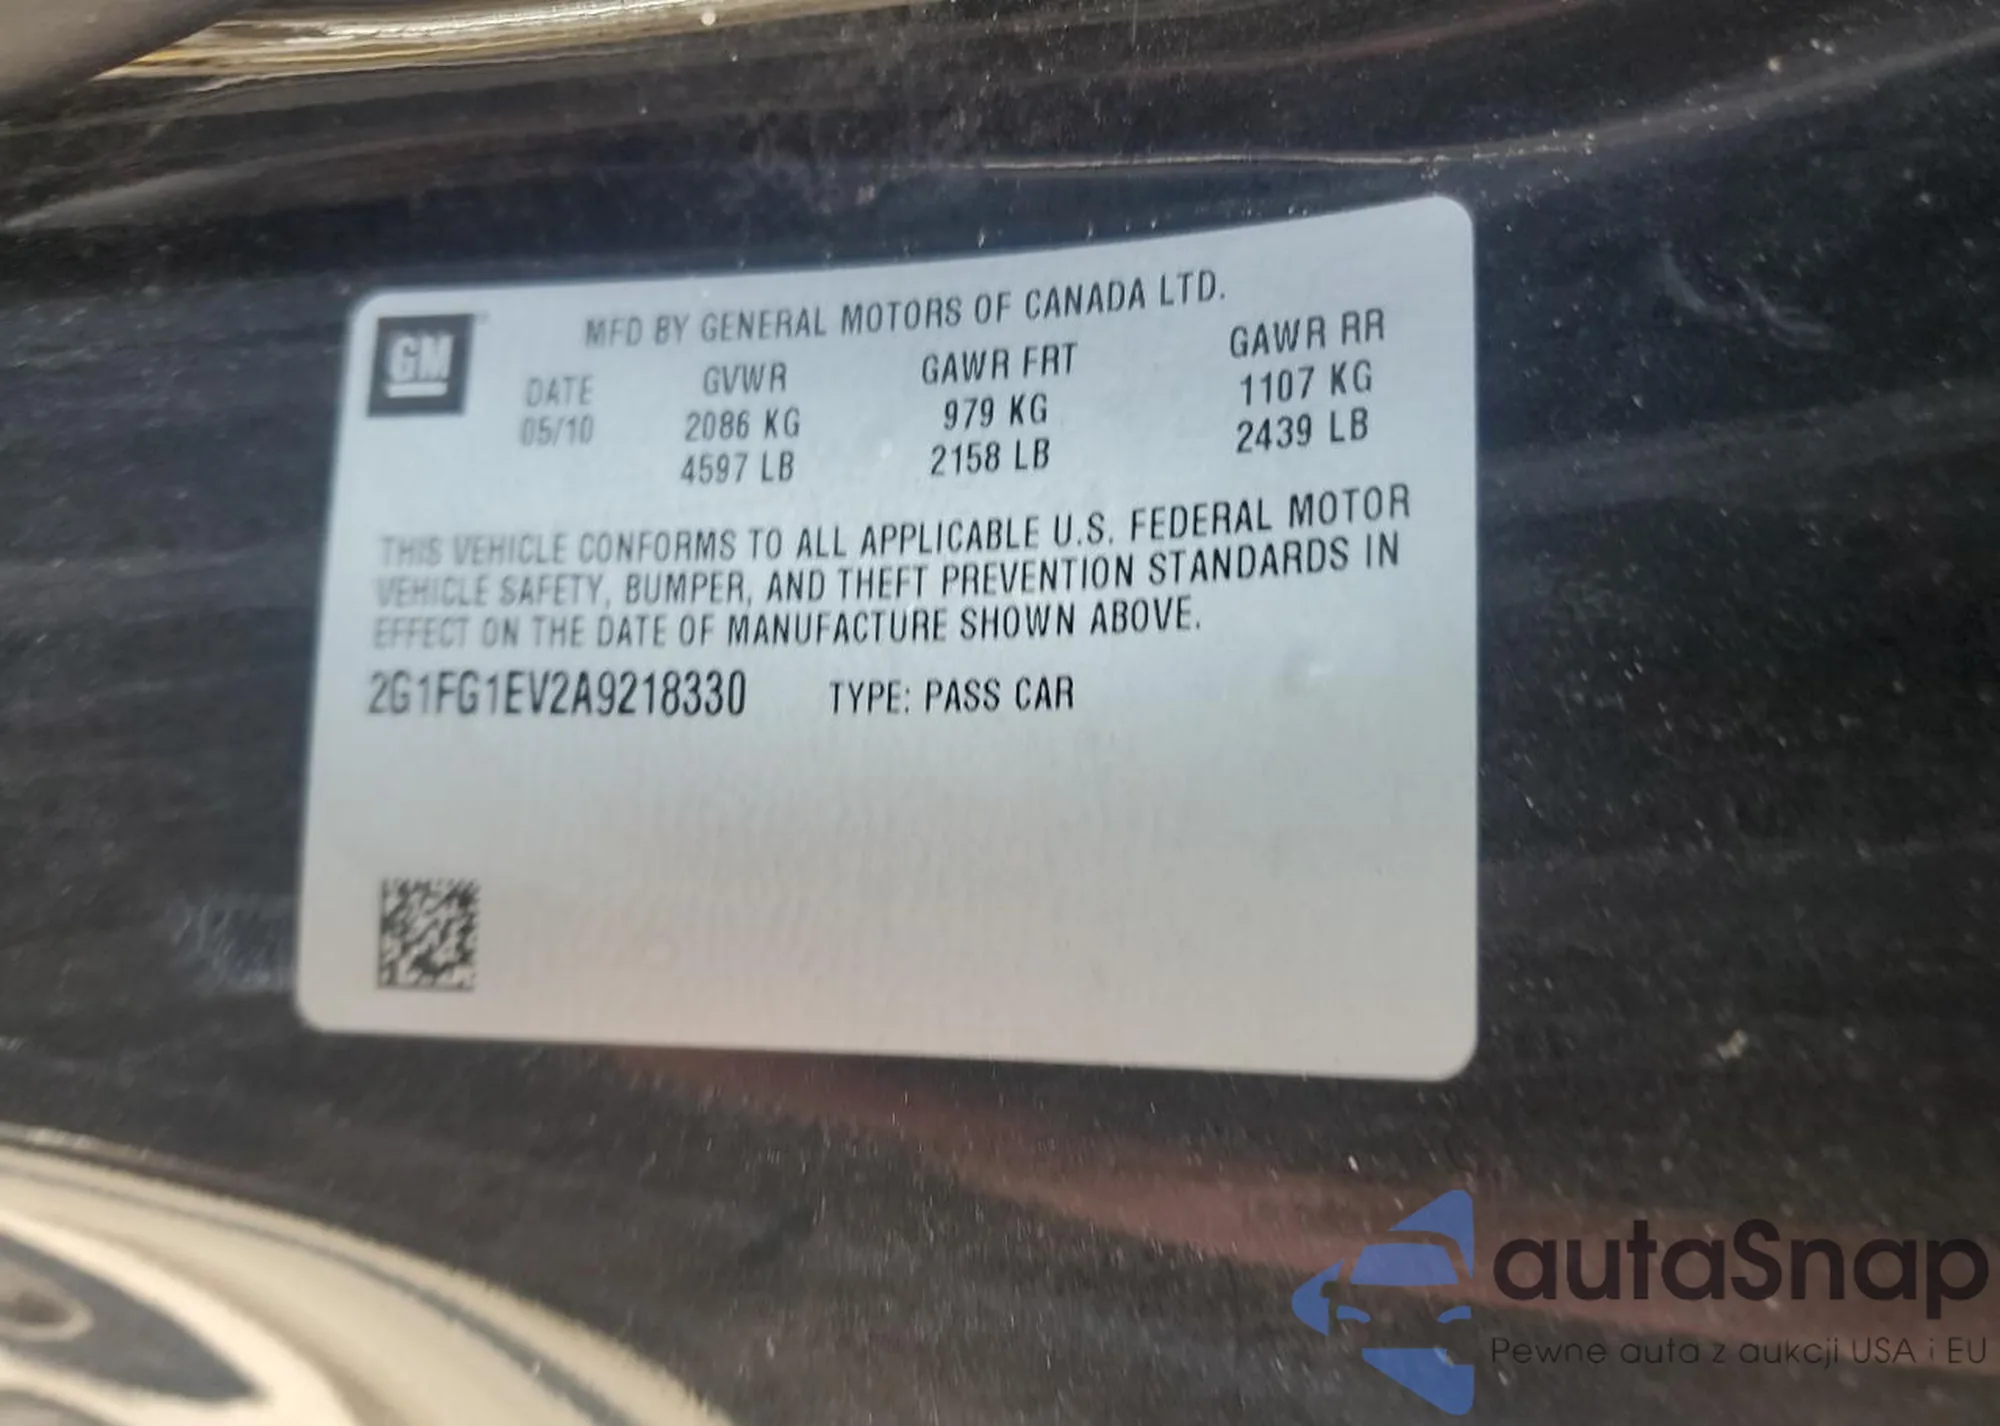 GM
MFD BY GENERAL MOTORS OF CANADA LTD.
DATE GVWR GAWR FRT GAWR RR
05/10 2086 KG 979 KG 1107 KG
4597 LB 2158 LB 2439 LB
THIS VEHICLE CONFORMS TO ALL APPLICABLE U.S. FEDERAL MOTOR
VEHICLE SAFETY, BUMPER, AND THEFT PREVENTION STANDARDS IN
EFFECT ON THE DATE OF MANUFACTURE SHOWN ABOVE.
2G1FG1EV2A9218330 TYPE: PASS CAR
autaSnap
Pewne auta z aukcji USA i EU